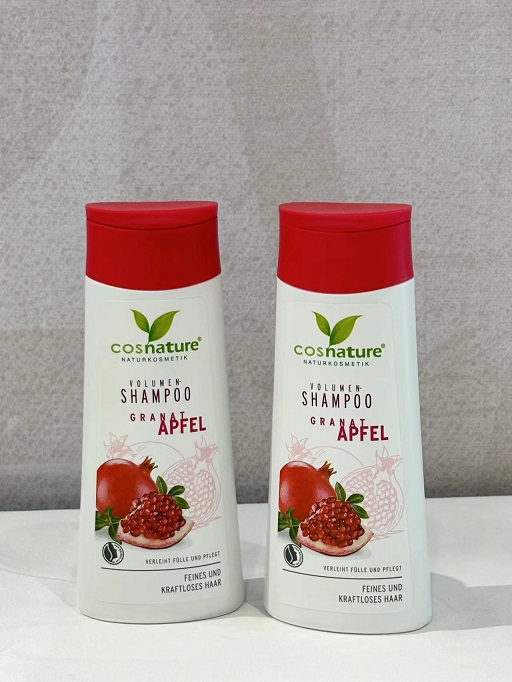 cosnature®
NATURKOSMETIK
VOLUMEN-
SHAMPOO
GRANAT
APFEL
VERLEIHT FÜLLE UND PFLEGT
FEINES UND
KRAFTLOSES HAAR
cosnature®
NATURKOSMETIK
VOLUMEN-
SHAMPOO
GRANAT
APFEL
VERLEIHT FÜLLE UND PFLEGT
FEINES UND
KRAFTLOSES HAAR